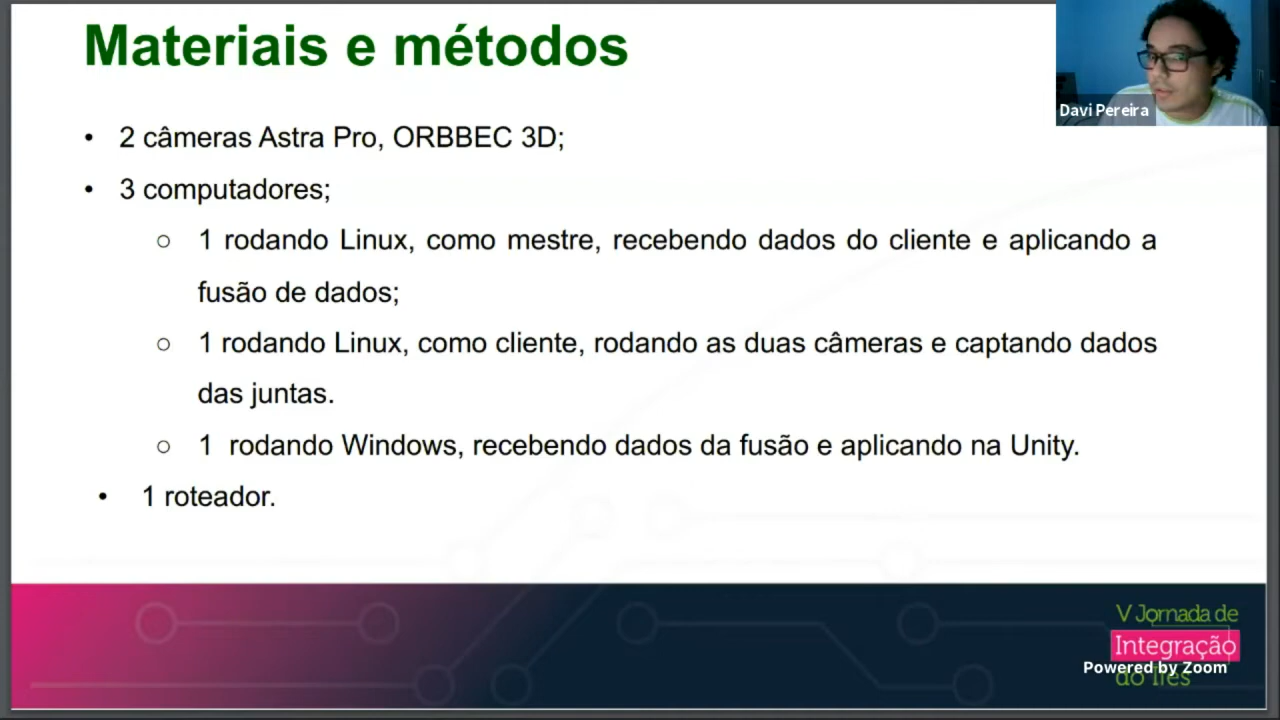 Materiais e métodos
Davi Pereira
• 2 câmeras Astra Pro, ORBBEC 3D;
• 3 computadores;
○ 1 rodando Linux, como mestre, recebendo dados do cliente e aplicando a
fusão de dados;
○ 1 rodando Linux, como cliente, rodando as duas câmeras e captando dados
das juntas.
○ 1 rodando Windows, recebendo dados da fusão e aplicando na Unity.
• 1 roteador.
V Jornada de
Integração
Powered by Zoom
do Ifes